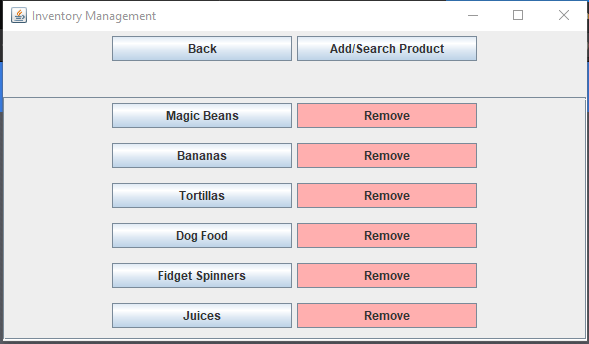 Inventory Management
Back Add/Search Product
Magic Beans Remove
Bananas Remove
Tortillas Remove
Dog Food Remove
Fidget Spinners Remove
Juices Remove